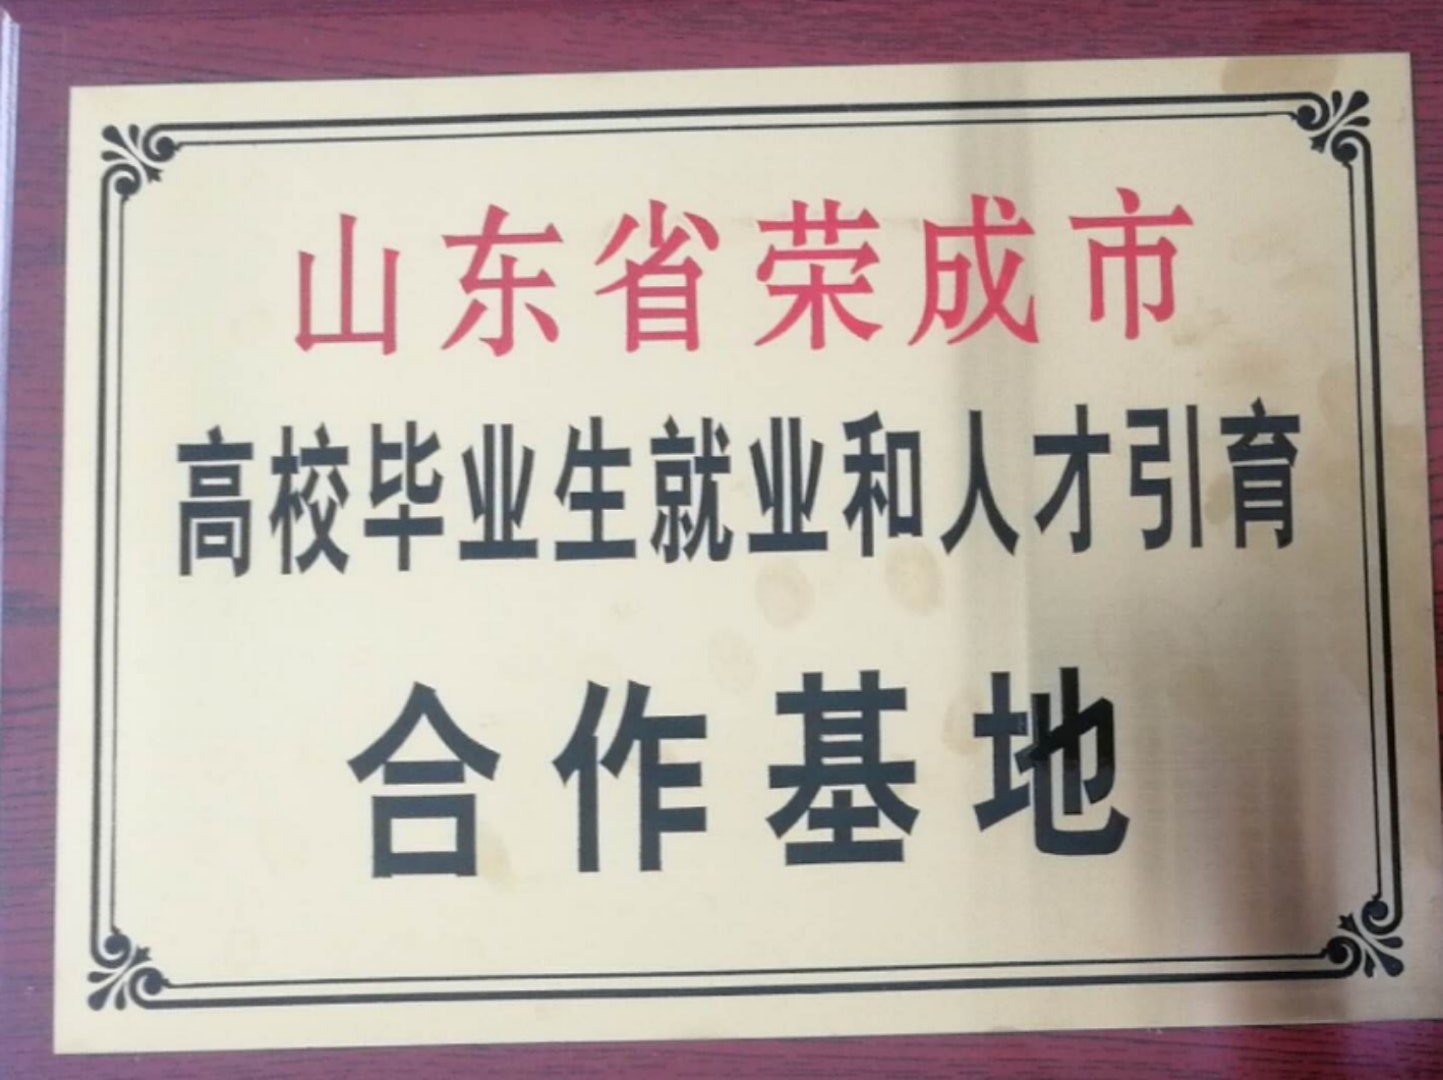 山东省荣成市
高校毕业生就业和人才引育
合作基地